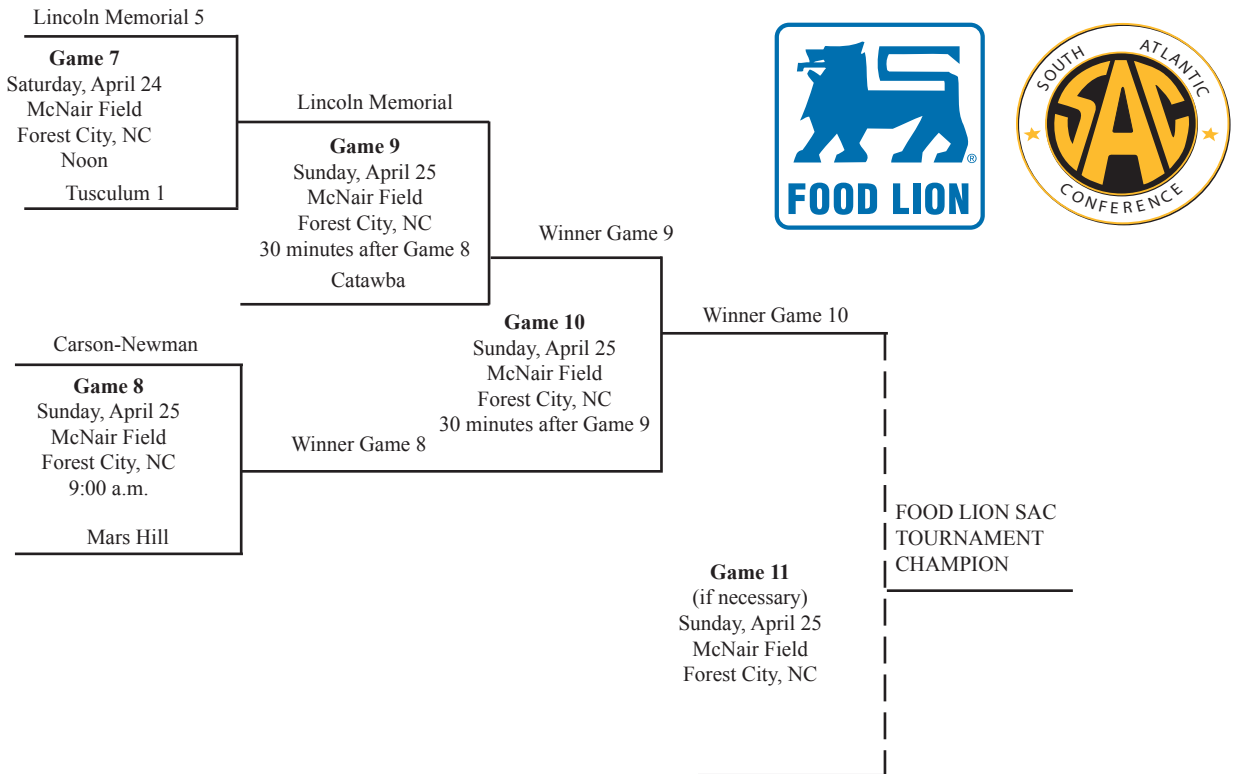 Lincoln Memorial 5
Game 7
Saturday, April 24
McNair Field
Forest City, NC
Noon
Tusculum 1
Lincoln Memorial
Game 9
Sunday, April 25
McNair Field
Forest City, NC
30 minutes after Game 8
Catawba
Carson-Newman
Game 8
Sunday, April 25
McNair Field
Forest City, NC
9:00 a.m.
Mars Hill
Winner Game 8
Winner Game 9
Game 10
Sunday, April 25
McNair Field
Forest City, NC
30 minutes after Game 9
Winner Game 10
Game 11
(if necessary)
Sunday, April 25
McNair Field
Forest City, NC
FOOD LION SAC
TOURNAMENT
CHAMPION
®
FOOD LION
SOUTH ATLANTIC
SAC
CONFERENCE